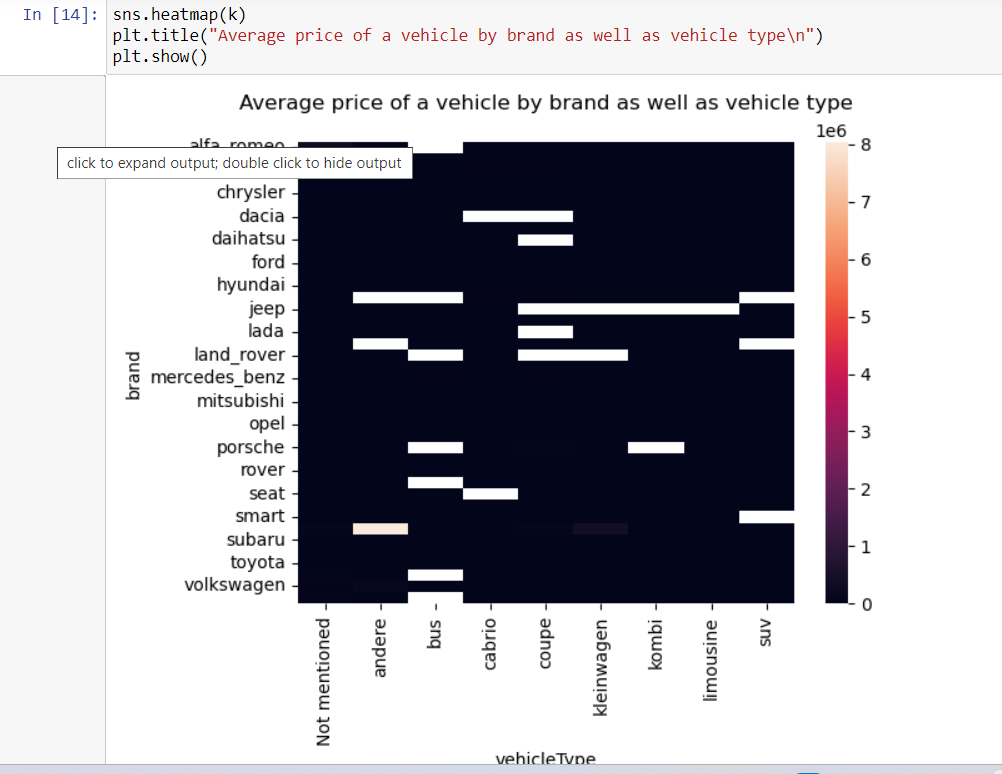 In [14]:
sns.heatmap(k)
plt.title("Average price of a vehicle by brand as well as vehicle type\n")
plt.show()
Average price of a vehicle by brand as well as vehicle type
1e6
alfa_romeo
click to expand output; double click to hide output
chrysler
dacia
daihatsu
ford
hyundai
jeep
lada
land_rover
mercedes_benz
mitsubishi
opel
porsche
rover
seat
smart
subaru
toyota
volkswagen
brand
8
7
6
5
4
3
2
1
0
Not mentioned
andere
bus
cabrio
coupe
kleinwagen
kombi
limousine
suv
vehicleType